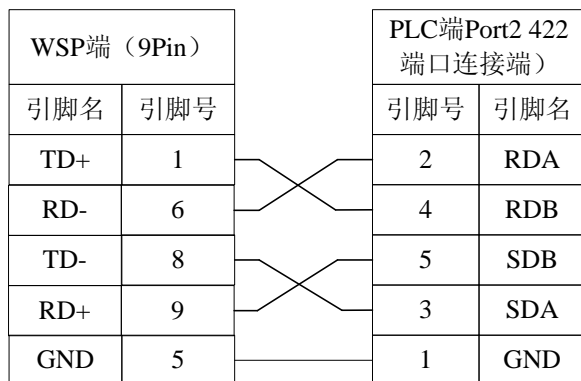 WSP端（9Pin）
PLC端Port2 422
端口连接端）
引脚名 引脚号 引脚号 引脚名
TD+ 1 2 RDA
RD- 6 4 RDB
TD- 8 5 SDB
RD+ 9 3 SDA
GND 5 1 GND